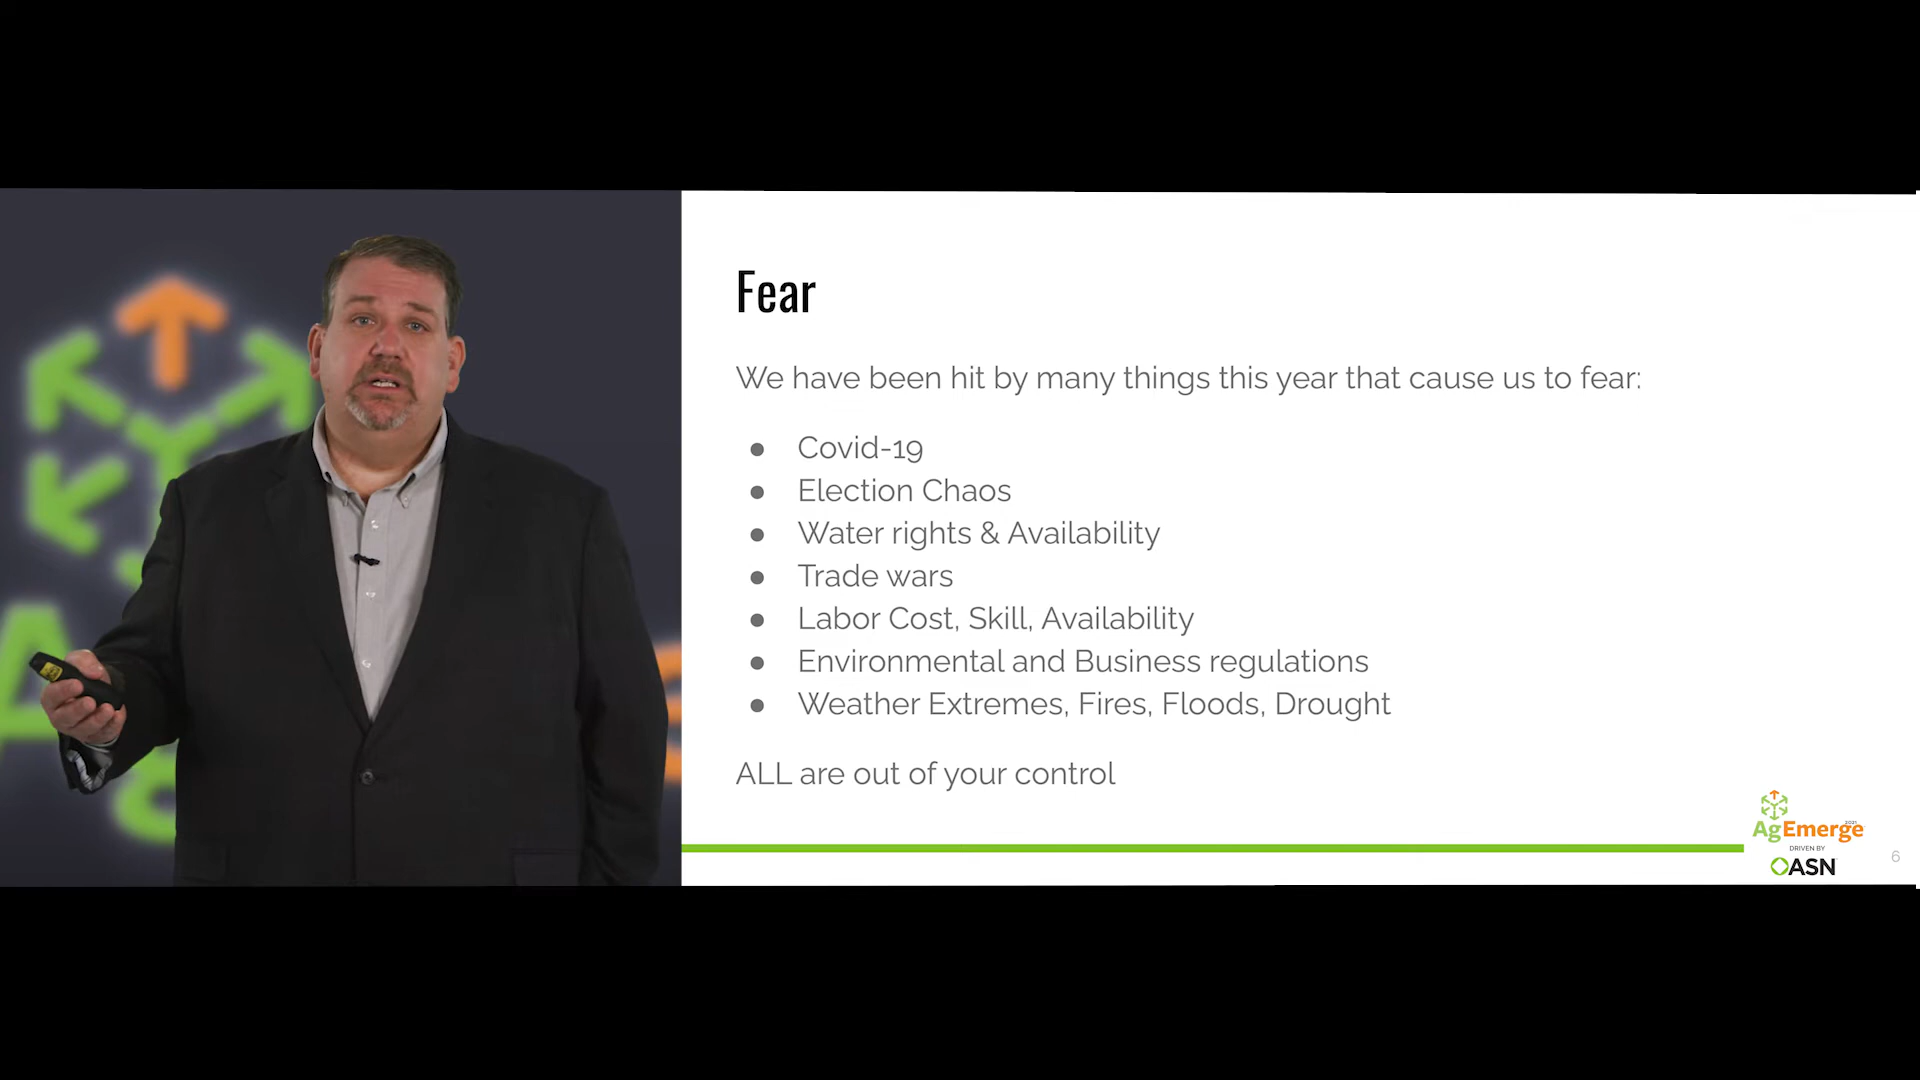 Fear
We have been hit by many things this year that cause us to fear:
● Covid-19
● Election Chaos
● Water rights & Availability
● Trade wars
● Labor Cost, Skill, Availability
● Environmental and Business regulations
● Weather Extremes, Fires, Floods, Drought
ALL are out of your control
AgEmerge
2021
DRIVEN BY
ASN
6
Ag